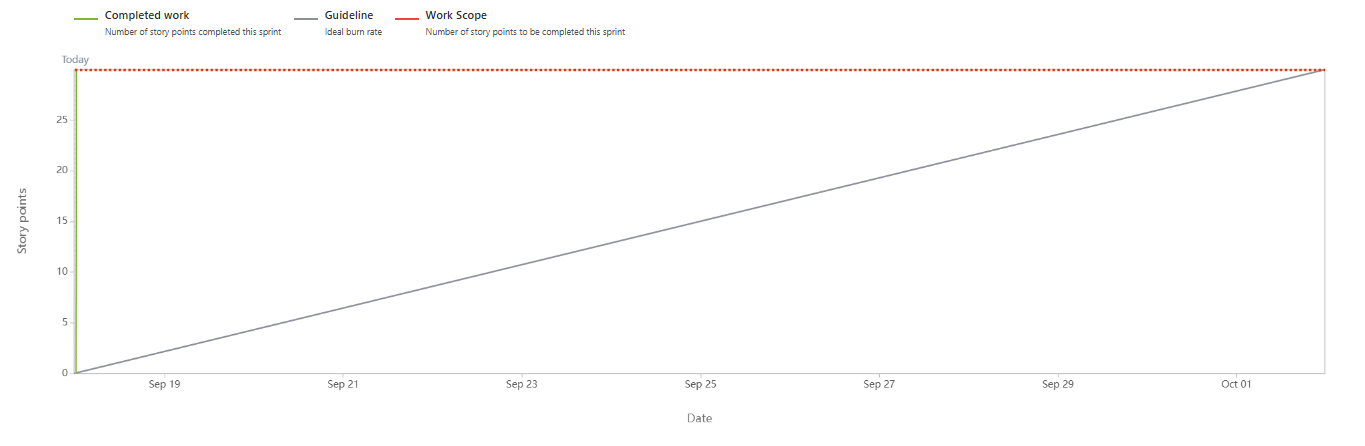 Completed work
Number of story points completed this sprint
Guideline
Ideal burn rate
Work Scope
Number of story points to be completed this sprint
Today
25
20
15
10
5
0
Story points
Sep 19
Sep 21
Sep 23
Sep 25
Sep 27
Sep 29
Oct 01
Date